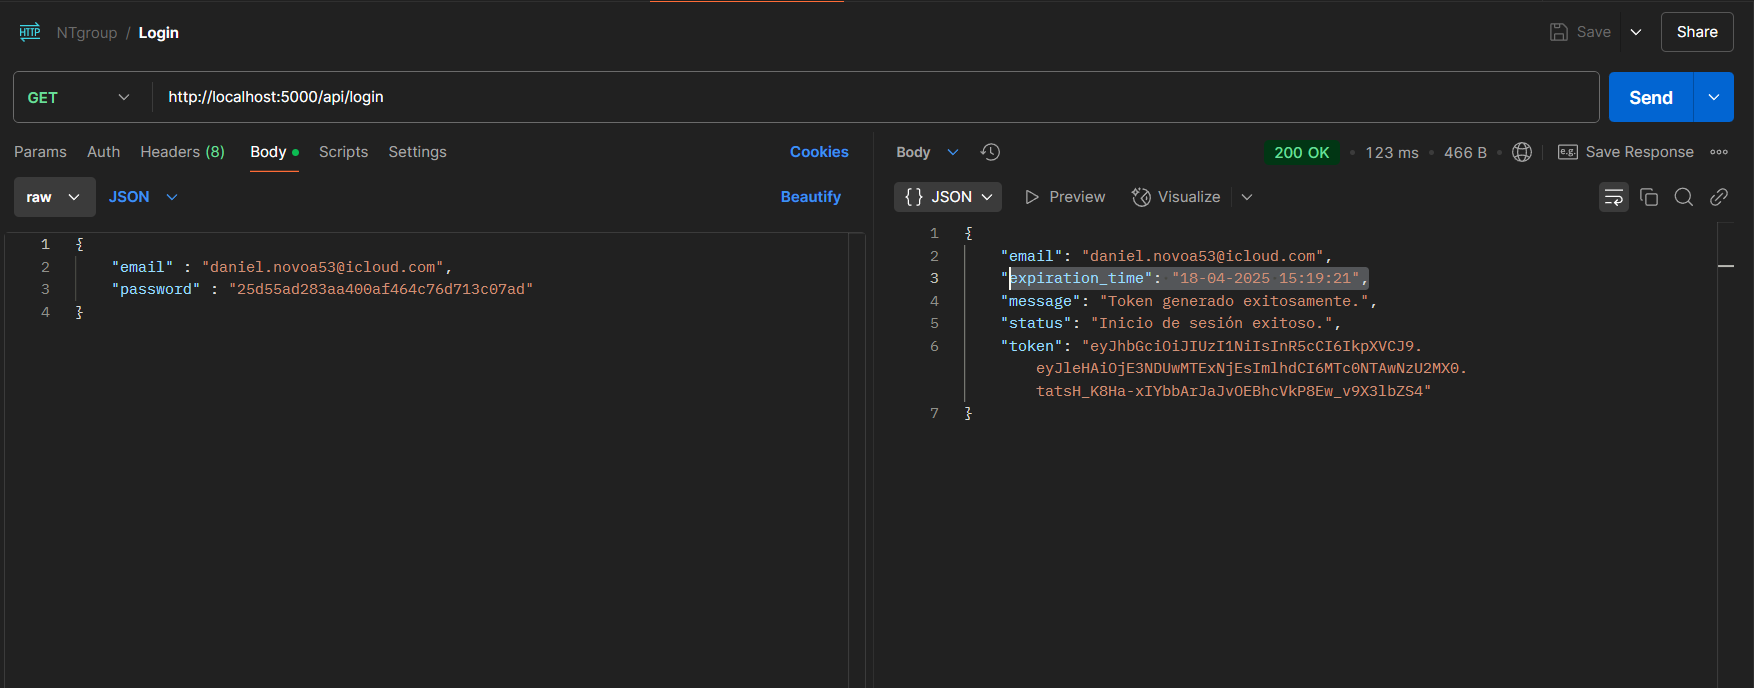 NTgroup / Login
Save
Share
GET
http://localhost:5000/api/login
Send
Params Auth Headers (8) Body Scripts Settings Cookies
raw JSON Beautify
1 {
2 "email" : "daniel.novoa53@icloud.com",
3 "password" : "25d55ad283aa400af464c76d713c07ad"
4 }
Body 200 OK • 123 ms • 466 B • Save Response
{} JSON Preview Visualize
1 {
2 "email": "daniel.novoa53@icloud.com",
3 "expiration_time": "18-04-2025 15:19:21",
4 "message": "Token generado exitosamente.",
5 "status": "Inicio de sesión exitoso.",
6 "token": "eyJhbGciOiJIUzI1NiIsInR5cCI6IkpXVCJ9.
eyJleHAiOjE3NDUwMTExNjEsImlhdCI6MTc0NTAwNzU2MX0.
tatsH_K8Ha-xIYbbArJaJvOEBhcVkP8Ew_v9X3lbZS4"
7 }